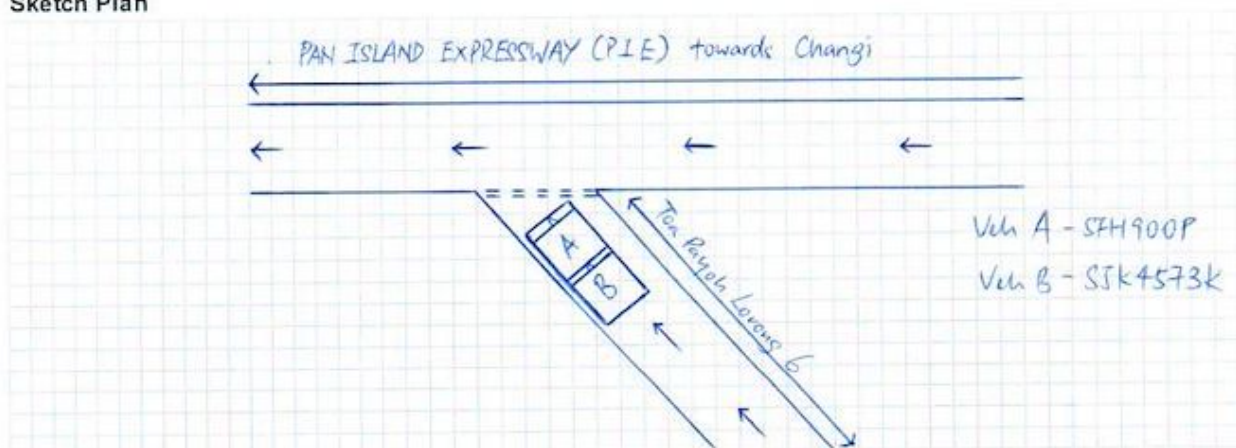 Sketch Plan
PAN ISLAND EXPRESSWAY (PIE) towards Changi
Toa Payoh Lorong 6
A
B
Veh A - SFH900P
Veh B - SJK4573K